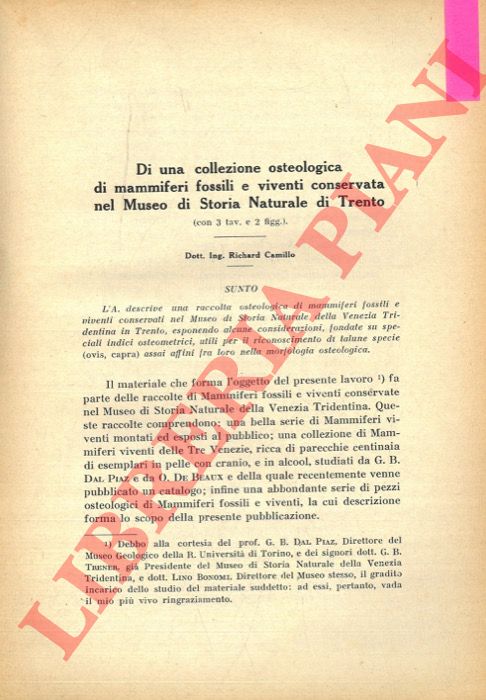 Di una collezione osteologica
di mammiferi fossili e viventi conservata
nel Museo di Storia Naturale di Trento
(con 3 tav. e 2 figg.).
Dott. Ing. Richard Camillo
SUNTO
L'A. descrive una raccolta osteologica di mammiferi fossili e
viventi conservati nel Museo di Storia Naturale della Venezia Tri-
dentina in Trento, esponendo alcune considerazioni, fondate su spe-
ciali indici osteometrici, utili per il riconoscimento di talune specie
(ovis, capra) assai affini fra loro nella morfologia osteologica.
Il materiale che forma l'oggetto del presente lavoro ¹) fa
parte delle raccolte di Mammiferi fossili e viventi consérvate
nel Museo di Storia Naturale della Venezia Tridentina. Que-
ste raccolte comprendono: una bella serie di Mammiferi vi-
venti montati ed esposti al pubblico; una collezione di Mam-
miferi viventi delle Tre Venezie, ricca di parecchie centinaia
di esemplari in pelle con cranio, e in alcool, studiati da G. B.
DAL PIAZ e da O. DE BEAUX e della quale recentemente venne
pubblicato un catalogo; infine una abbondante serie di pezzi
osteologici di Mammiferi fossili e viventi, la cui descrizione
forma lo scopo della presente pubblicazione.
¹) Debbo alla cortesia del prof. G. B. DAL PIAZ, Direttore del
Museo Geologico della R. Università di Torino, e dei signori dott. G. B.
TRENER, già Presidente del Museo di Storia Naturale della Venezia
Tridentina, e dott. LINO BONOMI, Direttore del Museo stesso, il gradito
incarico dello studio del materiale suddetto: ad essi, pertanto, vada
il mio più vivo ringraziamento.
LIBRERIA PIANI